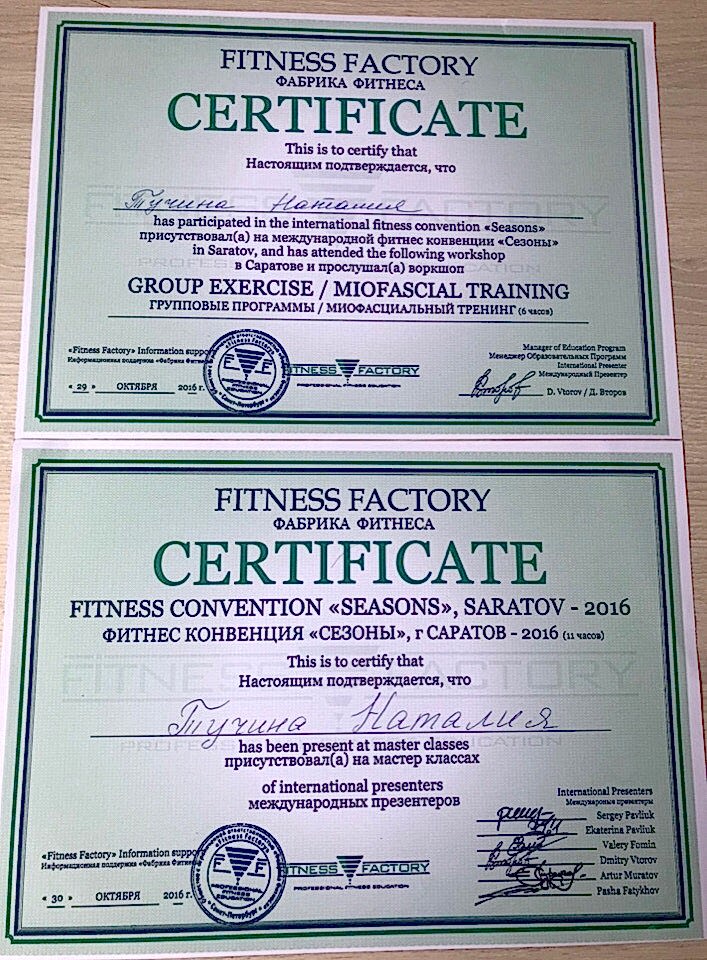 FITNESS FACTORY
ФАБРИКА ФИТНЕСА
CERTIFICATE
This is to certify that
Настоящим подтверждается, что
Тучина Наталия
has participated in the international fitness convention «Seasons»
присутствовал(а) на международной фитнес конвенции «Сезоны»
in Saratov, and has attended the following workshop
в Саратове и прослушал(а) воркшоп
GROUP EXERCISE / MIOFASCIAL TRAINING
ГРУППОВЫЕ ПРОГРАММЫ / МИОФАСЦИАЛЬНЫЙ ТРЕНИНГ (6 часов)
«Fitness Factory» Information suppo
Информационная поддержка «Фабрика Фитнес
« 29 » ОКТЯБРЯ 2016 г.
FITNESS FACTORY
PROFESSIONAL FITNESS EDUCATION
Manager of Education Program
Менеджер Образовательных Программ
International Presenter
Международный Презентер
D. Vtorov / Д. Второв
FITNESS FACTORY
ФАБРИКА ФИТНЕСА
CERTIFICATE
FITNESS CONVENTION «SEASONS», SARATOV - 2016
ФИТНЕС КОНВЕНЦИЯ «СЕЗОНЫ», г САРАТОВ - 2016 (11 часов)
This is to certify that
Настоящим подтверждается, что
Тучина Наталия
has been present at master classes
присутствовал(а) на мастер классах
of international presenters
международных презентеров
International Presenters
Международные презентеры
Sergey Pavliuk
Ekaterina Pavliuk
Valery Fomin
Dmitry Vtorov
Artur Muratov
Pasha Fatykhov
«Fitness Factory» Information suppo
Информационная поддержка «Фабрика Фитне
« 30 » ОКТЯБРЯ 2016 г.
PROFESSIONAL
FITNESS
EDUCATION
FITNESS FACTORY
PROFESSIONAL FITNESS EDUCATION